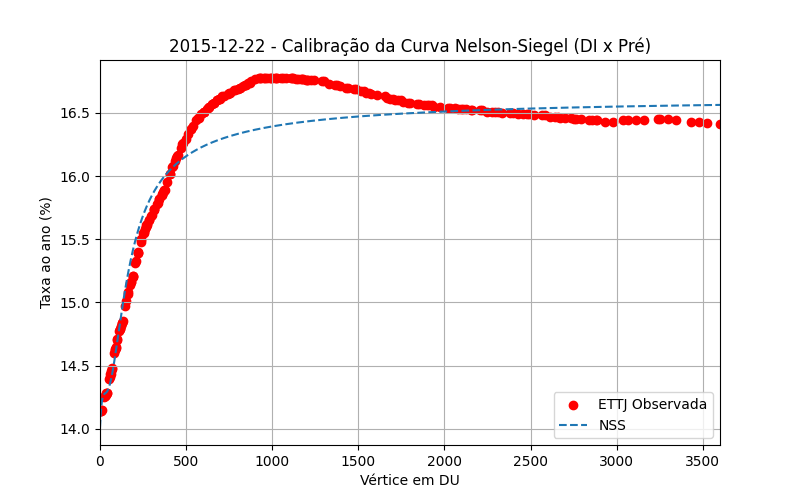 2015-12-22 - Calibração da Curva Nelson-Siegel (DI x Pré)
Taxa ao ano (%)
16.5
16.0
15.5
15.0
14.5
14.0
ETTJ Observada
NSS
0 500 1000 1500 2000 2500 3000 3500
Vértice em DU